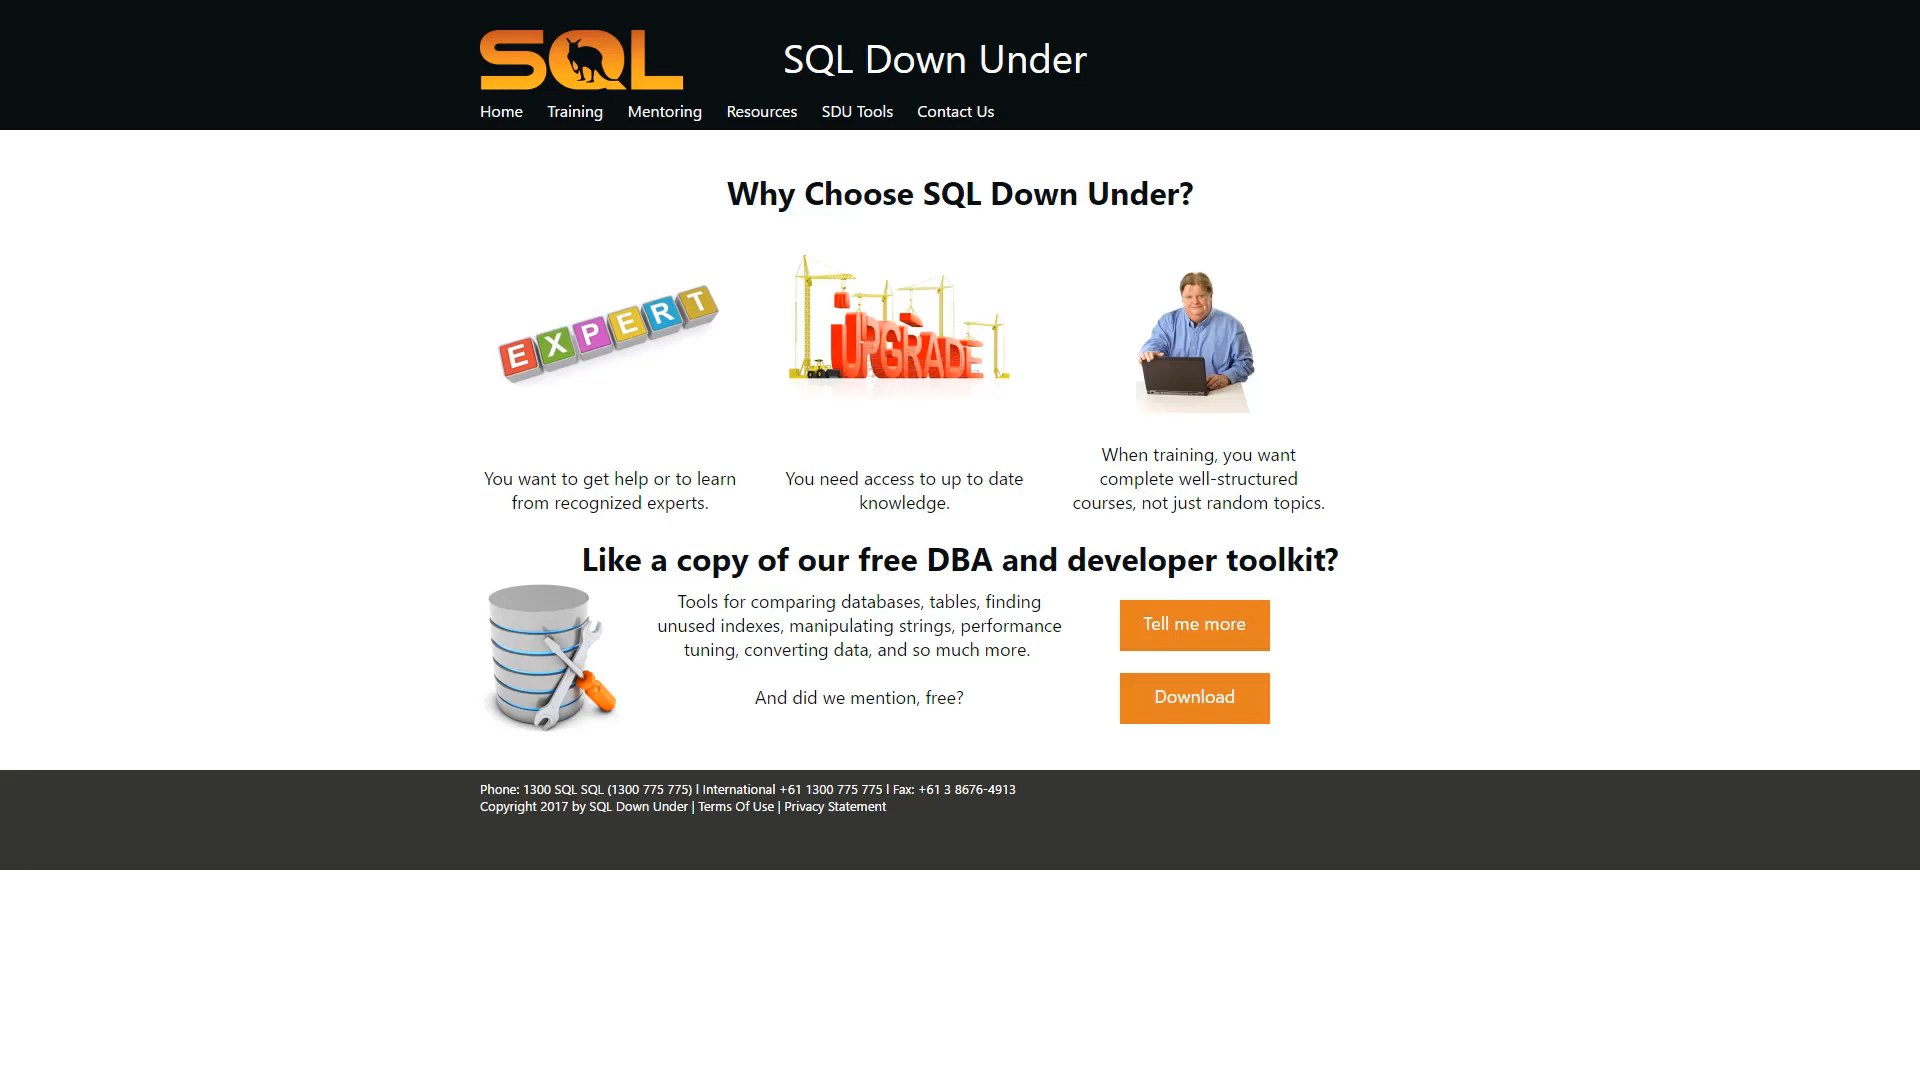 SQL
SQL Down Under
Home Training Mentoring Resources SDU Tools Contact Us
Why Choose SQL Down Under?
EXPERT
UPGRADE
You want to get help or to learn
from recognized experts.
You need access to up to date
knowledge.
When training, you want
complete well-structured
courses, not just random topics.
Like a copy of our free DBA and developer toolkit?
Tools for comparing databases, tables, finding
unused indexes, manipulating strings, performance
tuning, converting data, and so much more.
And did we mention, free?
Tell me more
Download
Phone: 1300 SQL SQL (1300 775 775) l International +61 1300 775 775 l Fax: +61 3 8676-4913
Copyright 2017 by SQL Down Under | Terms Of Use | Privacy Statement